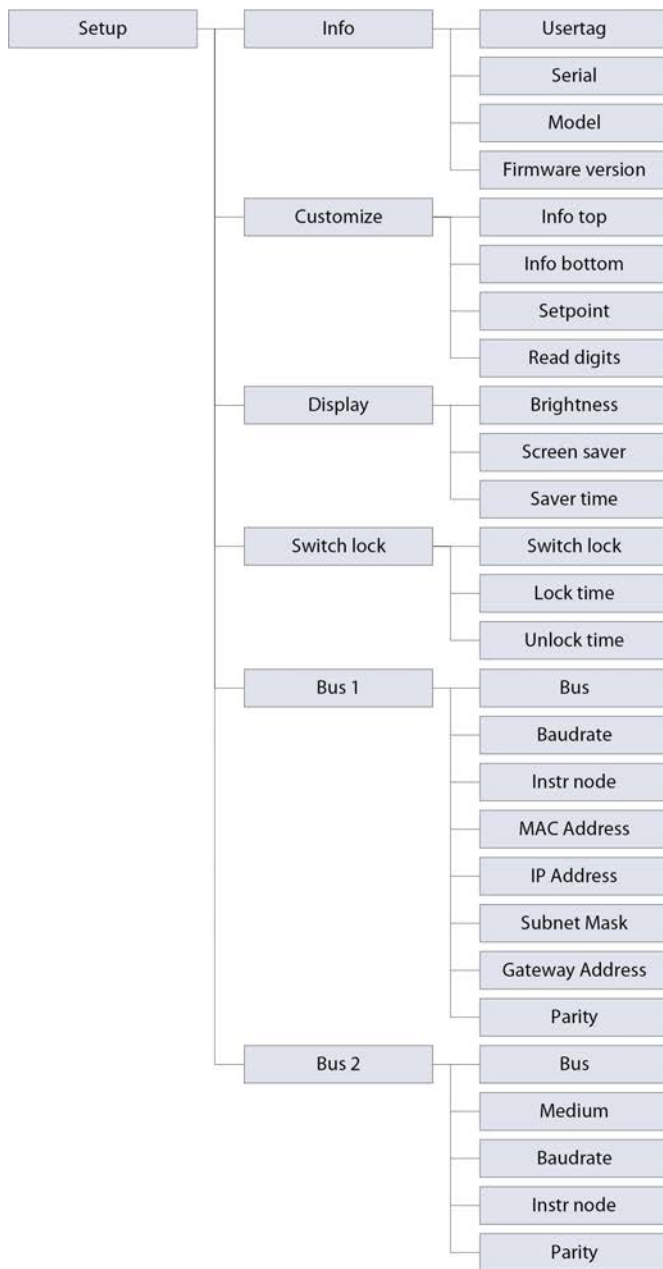 Setup
Info
Usertag
Serial
Model
Firmware version
Customize
Info top
Info bottom
Setpoint
Read digits
Display
Brightness
Screen saver
Saver time
Switch lock
Switch lock
Lock time
Unlock time
Bus 1
Bus
Baudrate
Instr node
MAC Address
IP Address
Subnet Mask
Gateway Address
Parity
Bus 2
Bus
Medium
Baudrate
Instr node
Parity